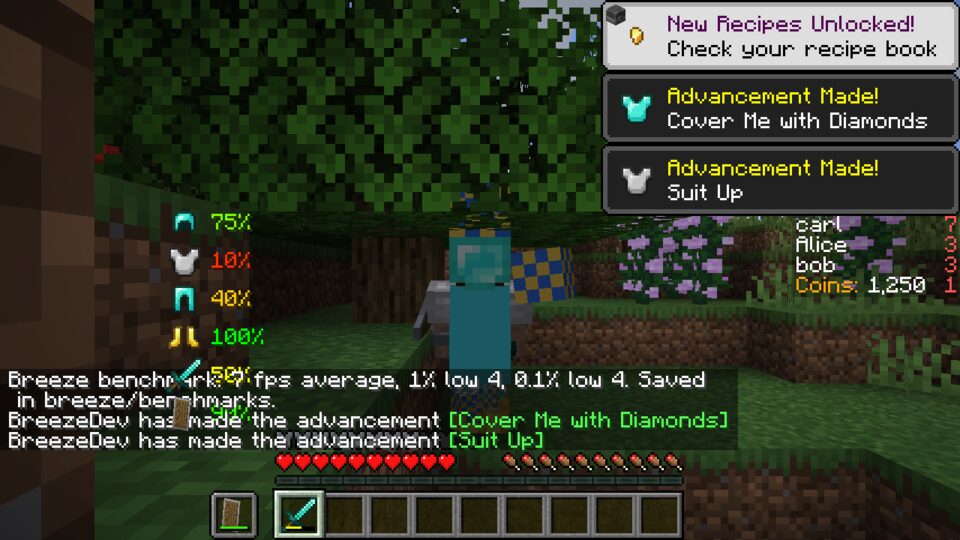 New Recipes Unlocked!
Check your recipe book
Advancement Made!
Cover Me with Diamonds
Advancement Made!
Suit Up
75%
10%
40%
100%
50%
carl 7
Alice 3
bob 3
Coins: 1,250 1
Breeze benchmark: 7 fps average, 1% low 4, 0.1% low 4. Saved
in breeze/benchmarks.
BreezeDev has made the advancement [Cover Me with Diamonds]
BreezeDev has made the advancement [Suit Up]